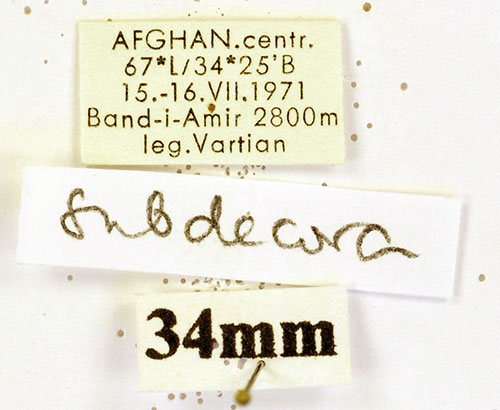 AFGHAN.centr.
67*L/34*25'B
15.-16.VII.1971
Band-i-Amir 2800m
leg.Vartian
subdecora
34mm